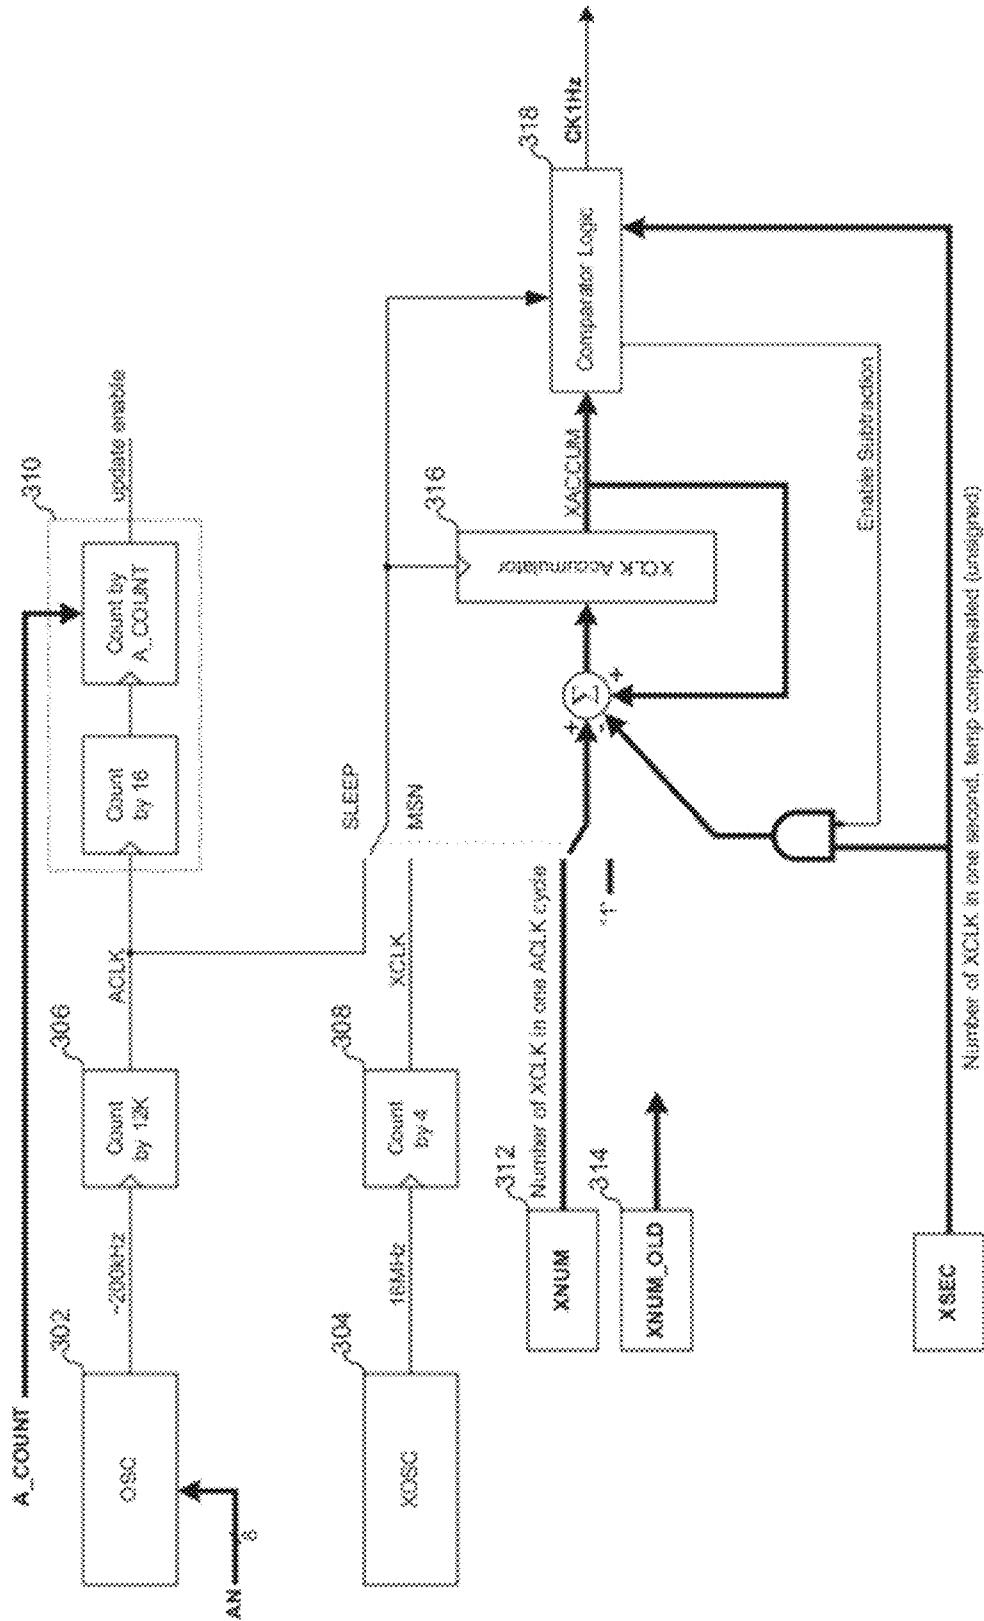 A_COUNT
310
Count by
A_COUNT
update enable
Count
by 16
302
OSC
~200kHz
306
Count
by 12K
ACLK
AN
304
XOSC
16MHz
308
Count
by 4
XCLK
SLEEP
MSN
316
XCLK Accumulator
XACCUM
318
Comparator Logic
CK1Hz
312
XNUM
Number of XCLK in one ACLK cycle
314
XNUM_OLD
'1'
+
-
+
Σ
Enable Subtraction
XSEC
Number of XCLK in one second, temp compensated (unsigned)